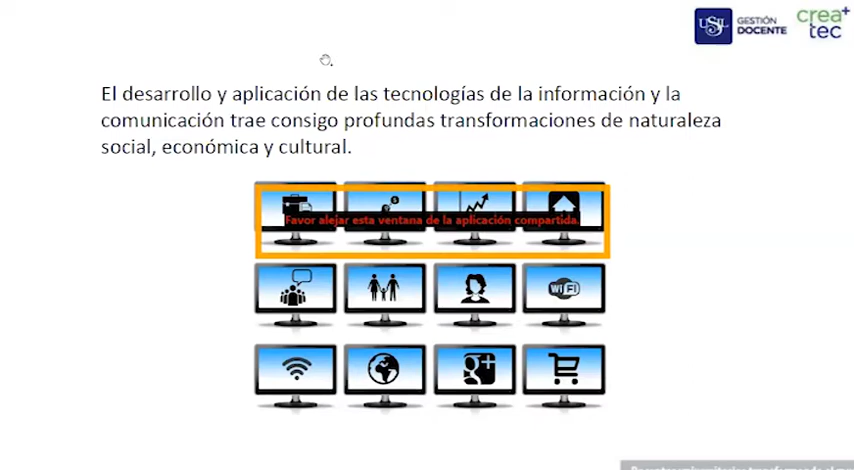 USIL GESTIÓN DOCENTE
crea+
tec
El desarrollo y aplicación de las tecnologías de la información y la
comunicación trae consigo profundas transformaciones de naturaleza
social, económica y cultural.
$
Favor alejar esta ventana de la aplicación compartida.
WiFi